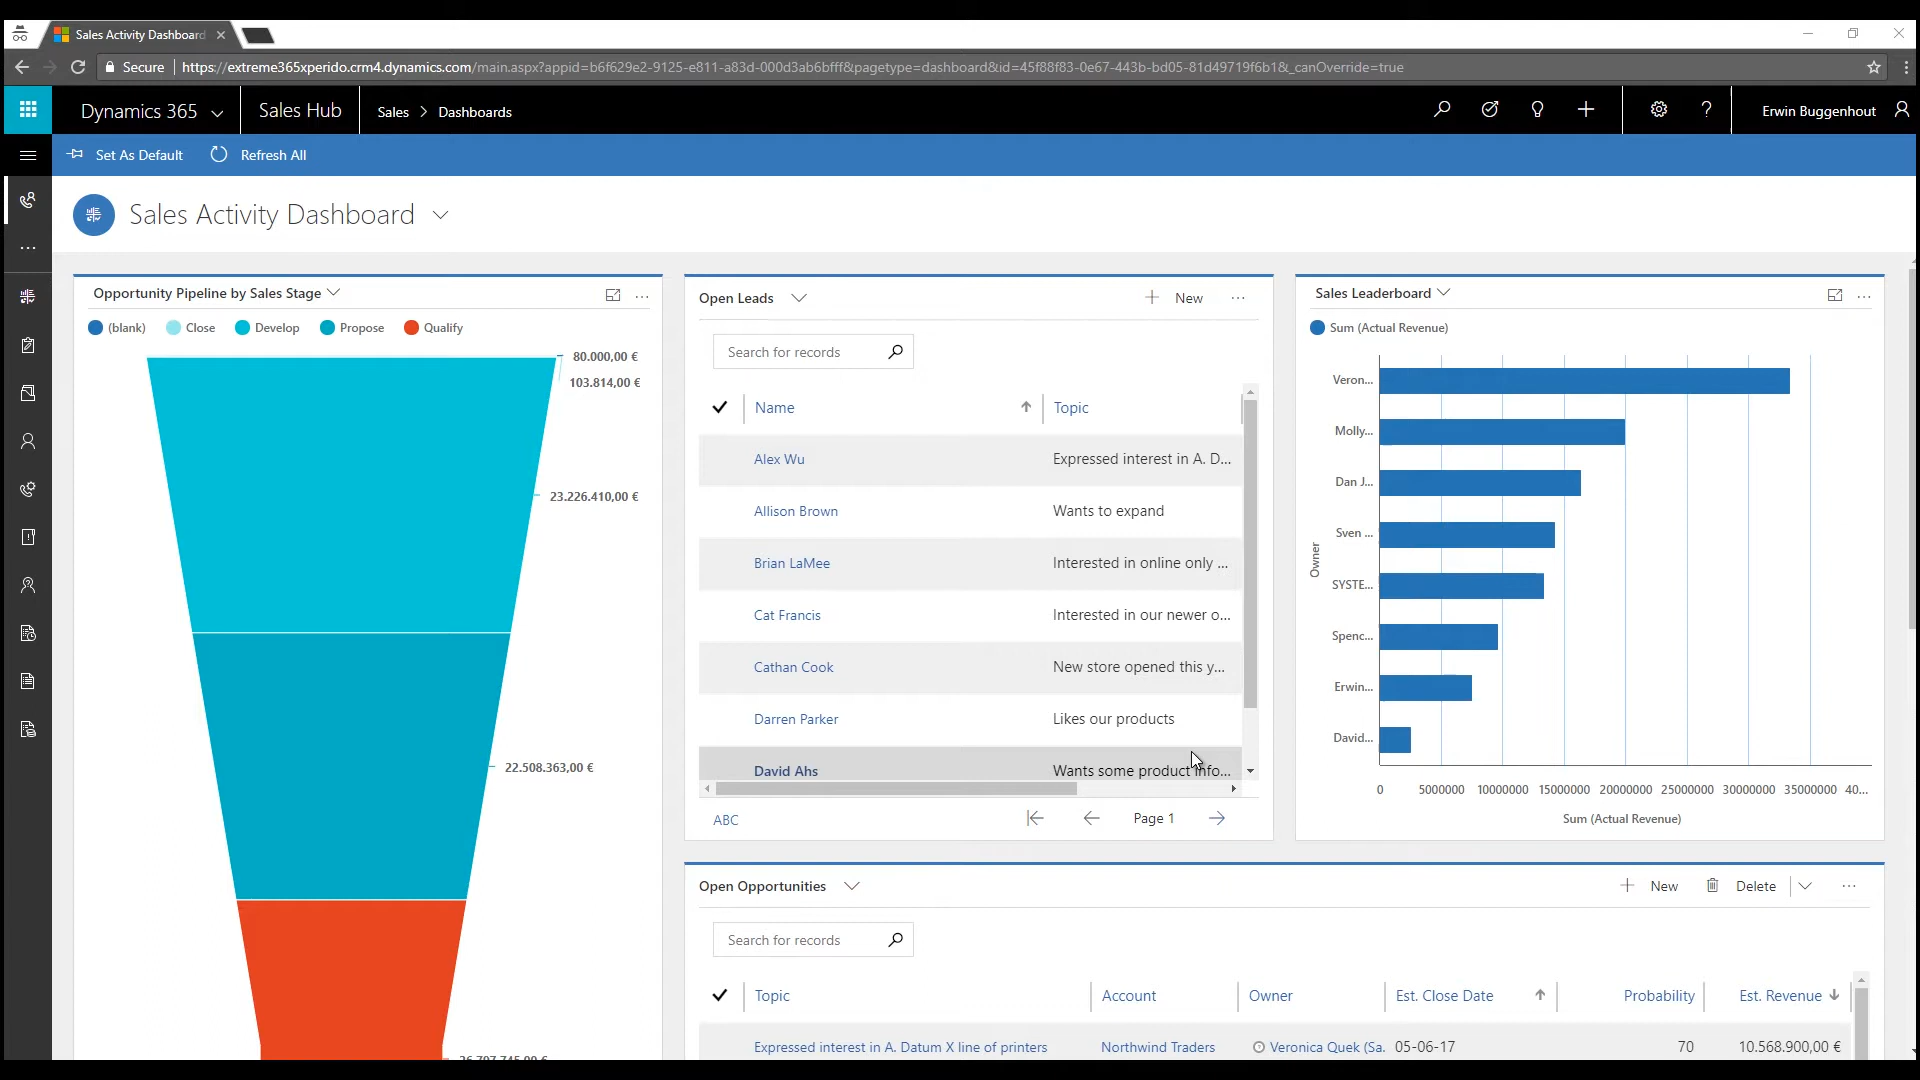 Sales Activity Dashboard
Secure
https://extreme365xperido.crm4.dynamics.com/main.aspx?appid=b6f629e2-9125-e811-a83d-000d3ab6bfff&pagetype=dashboard&id=45f88f83-0e67-443b-bd05-81d49719f6b1&_canOverride=true
Dynamics 365
Sales Hub
Sales > Dashboards
Erwin Buggenhout
Set As Default
Refresh All
Sales Activity Dashboard
Opportunity Pipeline by Sales Stage
(blank) Close Develop Propose Qualify
80.000,00 €
103.814,00 €
23.226.410,00 €
22.508.363,00 €
Open Leads
New
Search for records
Name Topic
Alex Wu Expressed interest in A. D...
Allison Brown Wants to expand
Brian LaMee Interested in online only ...
Cat Francis Interested in our newer o...
Cathan Cook New store opened this y...
Darren Parker Likes our products
David Ahs Wants some product info...
ABC
Page 1
Sales Leaderboard
Sum (Actual Revenue)
Owner
Veron...
Molly...
Dan J...
Sven ...
SYSTE...
Spenc...
Erwin...
David...
0 5000000 10000000 15000000 20000000 25000000 30000000 35000000 40...
Sum (Actual Revenue)
Open Opportunities
New
Delete
Search for records
Topic Account Owner Est. Close Date Probability Est. Revenue
Expressed interest in A. Datum X line of printers Northwind Traders Veronica Quek (Sa. 05-06-17 70 10.568.900,00 €